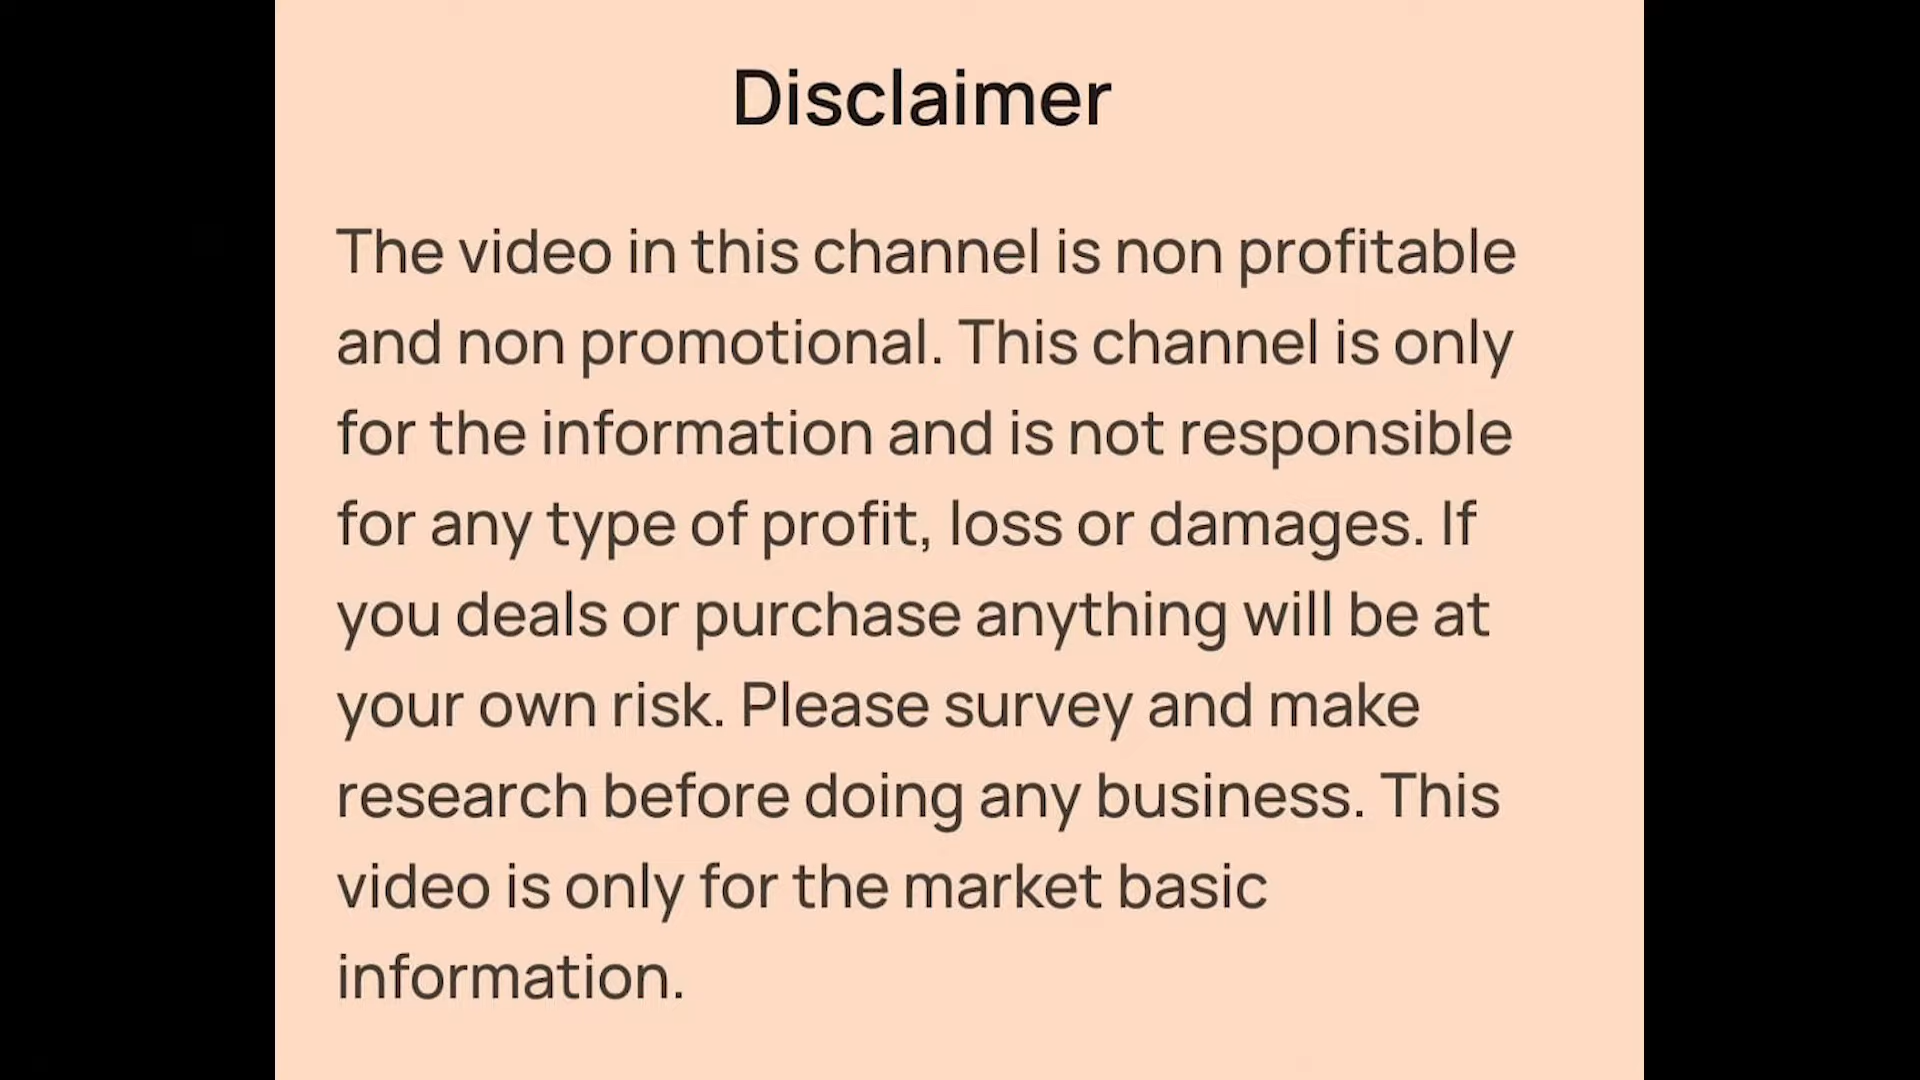 Disclaimer
The video in this channel is non profitable
and non promotional. This channel is only
for the information and is not responsible
for any type of profit, loss or damages. If
you deals or purchase anything will be at
your own risk. Please survey and make
research before doing any business. This
video is only for the market basic
information.